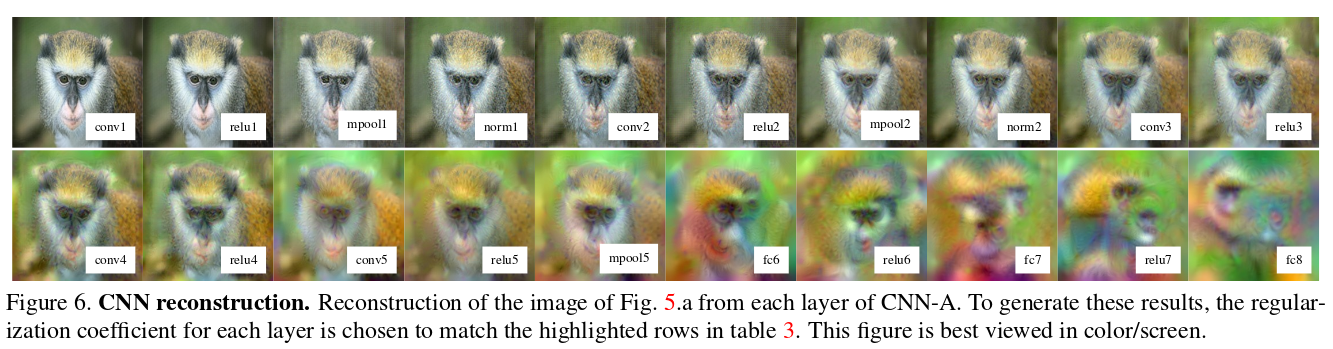 conv1 relu1 mpool1 norm1 conv2 relu2 mpool2 norm2 conv3 relu3
conv4 relu4 conv5 relu5 mpool5 fc6 relu6 fc7 relu7 fc8
Figure 6. CNN reconstruction. Reconstruction of the image of Fig. 5.a from each layer of CNN-A. To generate these results, the regular-
ization coefficient for each layer is chosen to match the highlighted rows in table 3. This figure is best viewed in color/screen.